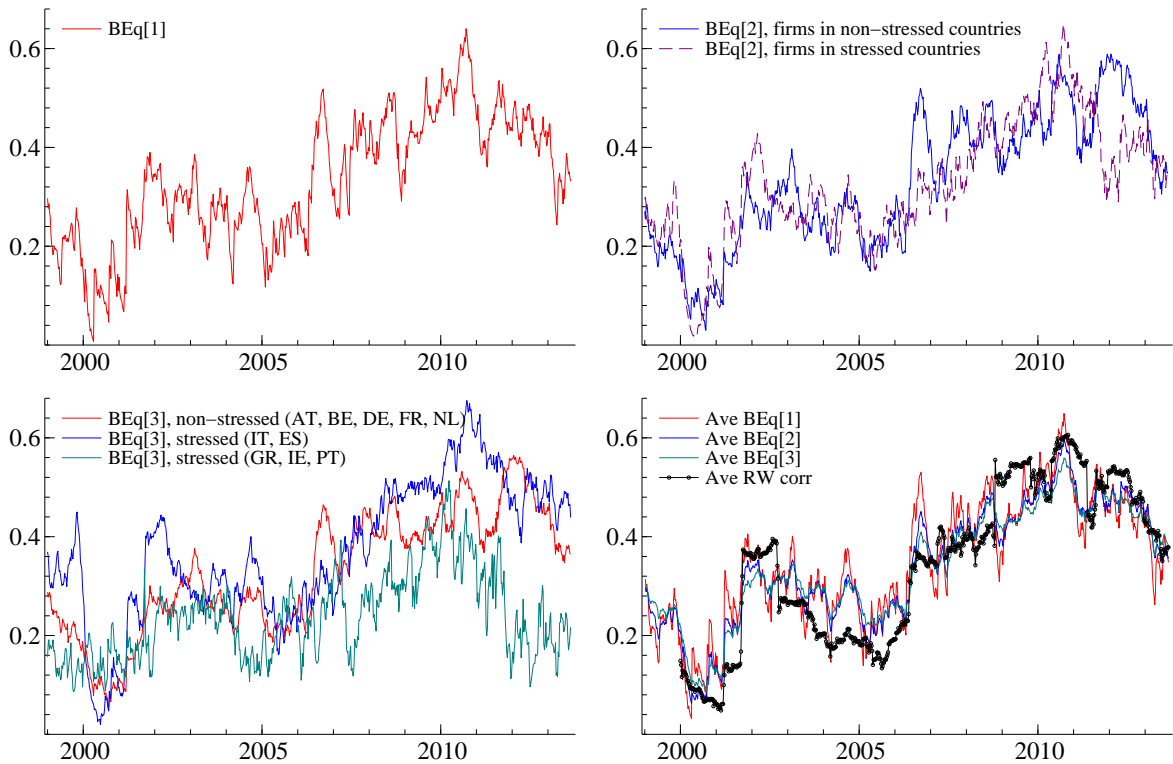 BEq[1]
0.6
0.4
0.2
2000 2005 2010
BEq[2], firms in non−stressed countries
BEq[2], firms in stressed countries
0.6
0.4
0.2
2000 2005 2010
BEq[3], non−stressed (AT, BE, DE, FR, NL)
BEq[3], stressed (IT, ES)
BEq[3], stressed (GR, IE, PT)
0.6
0.4
0.2
2000 2005 2010
Ave BEq[1]
Ave BEq[2]
Ave BEq[3]
Ave RW corr
0.6
0.4
0.2
2000 2005 2010